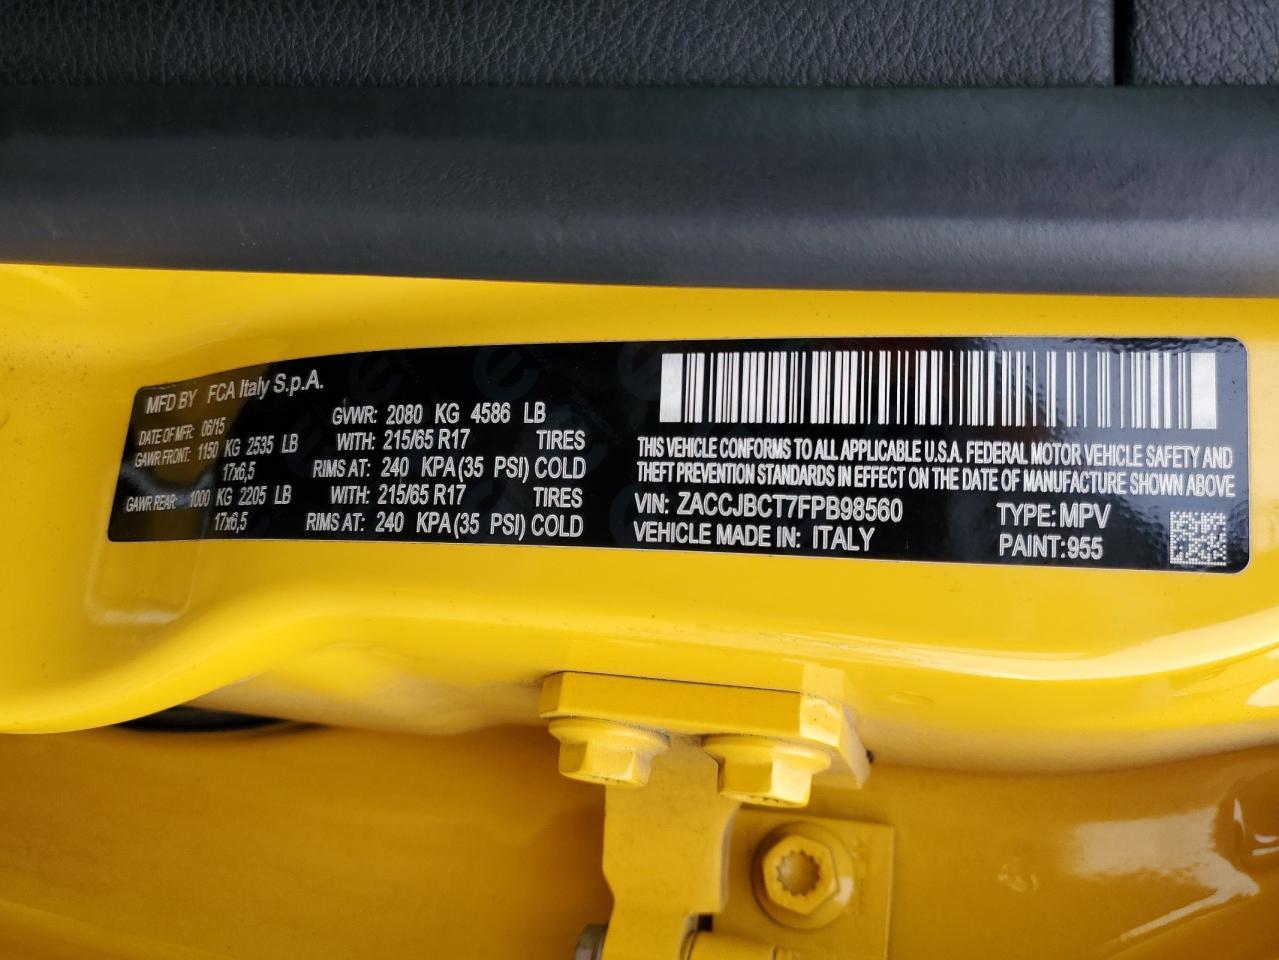 MFD BY FCA Italy S.p.A.
DATE OF MFR: 06/15 GVWR: 2080 KG 4586 LB
GAWR FRONT: 1150 KG 2535 LB WITH: 215/65 R17 TIRES
17x6,5 RIMS AT: 240 KPA(35 PSI) COLD
GAWR REAR: 1000 KG 2205 LB WITH: 215/65 R17 TIRES
17x6,5 RIMS AT: 240 KPA(35 PSI) COLD
THIS VEHICLE CONFORMS TO ALL APPLICABLE U.S.A. FEDERAL MOTOR VEHICLE SAFETY AND
THEFT PREVENTION STANDARDS IN EFFECT ON THE DATE OF MANUFACTURE SHOWN ABOVE
VIN: ZACCJBCT7FPB98560 TYPE: MPV
VEHICLE MADE IN: ITALY PAINT: 955